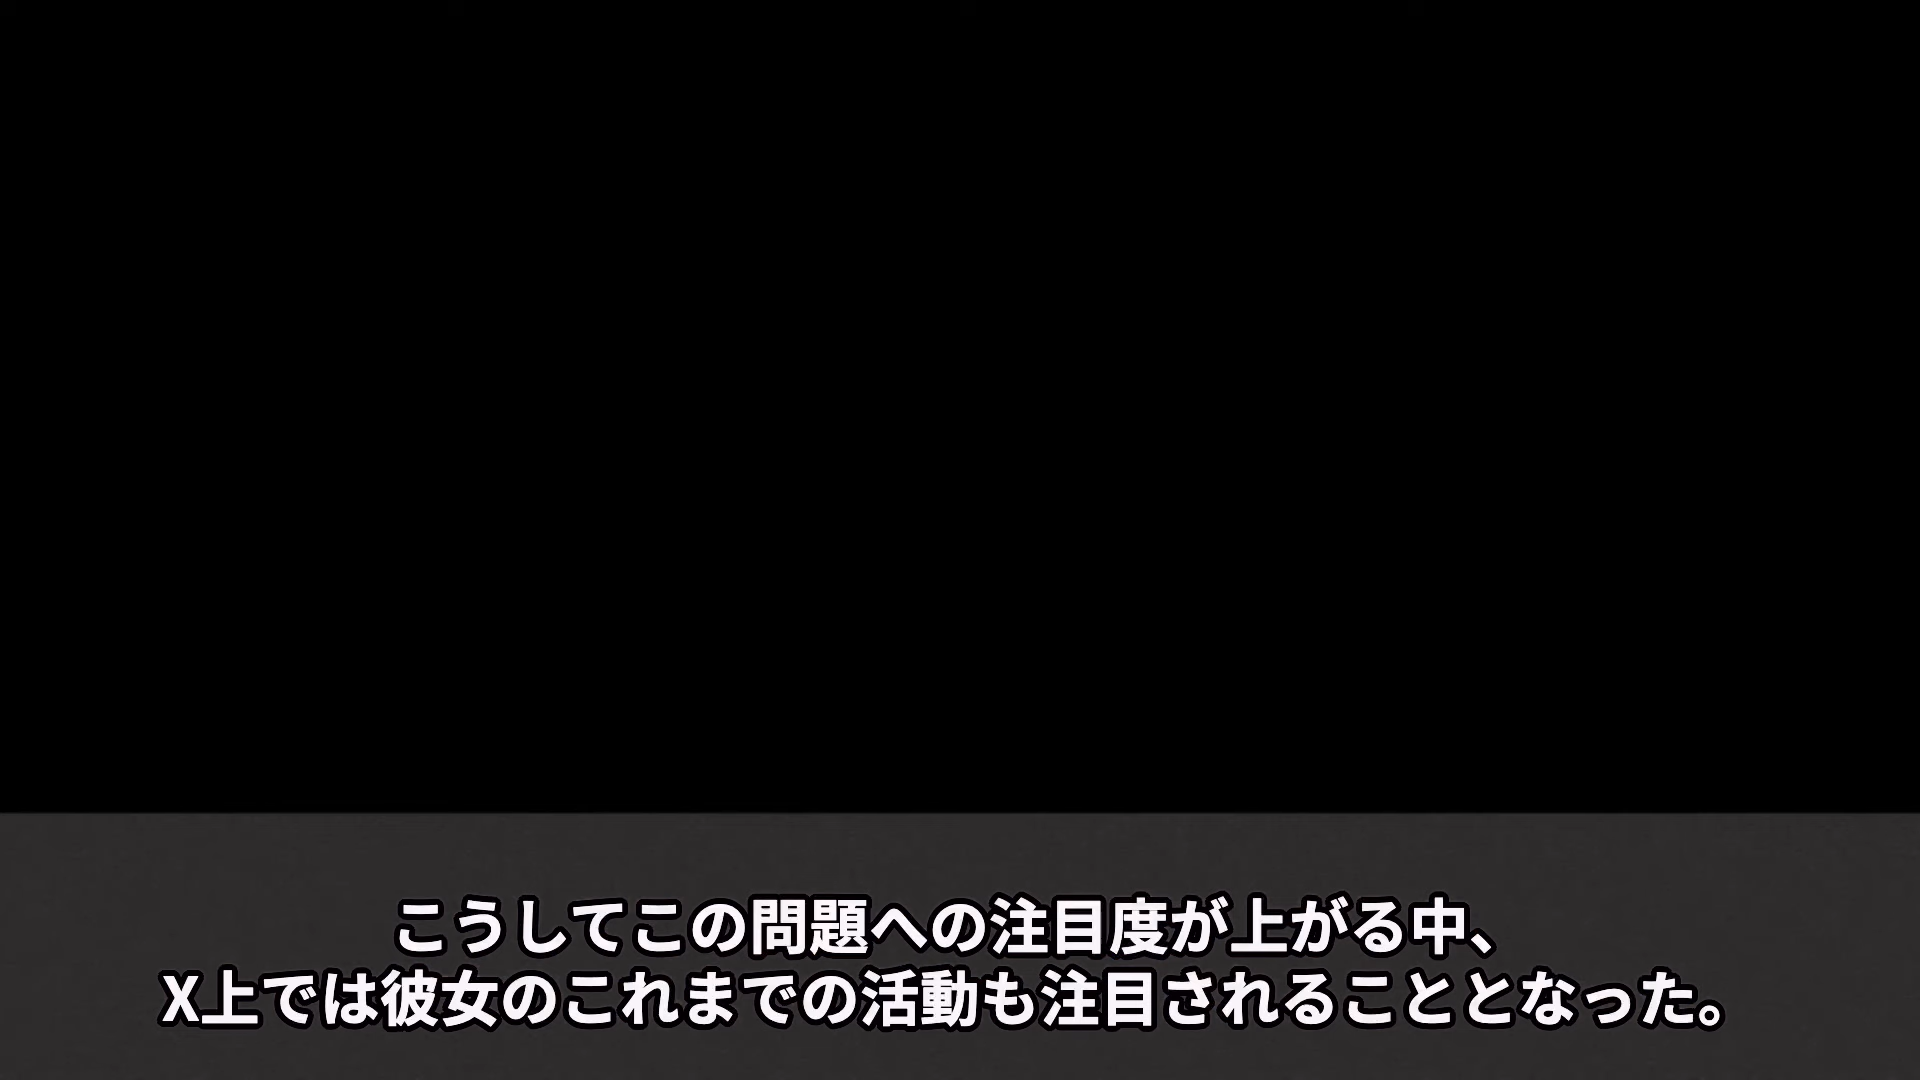 こうしてこの問題への注目度が上がる中、
X上では彼女のこれまでの活動も注目されることとなった。